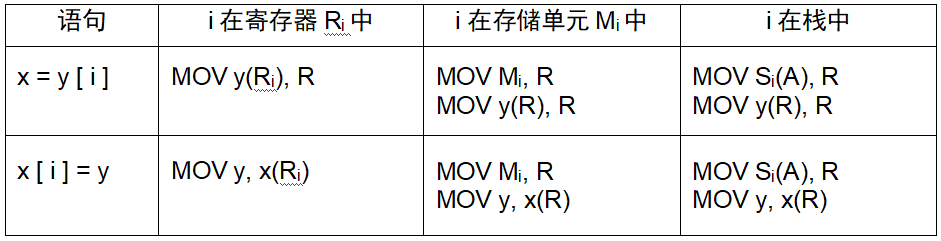 语句 i 在寄存器 Ri 中 i 在存储单元 Mi 中 i 在栈中
x = y [ i ] MOV y(Ri), R MOV Mi, R MOV Si(A), R
MOV y(R), R MOV y(R), R
x [ i ] = y MOV y, x(Ri) MOV Mi, R MOV Si(A), R
MOV y, x(R) MOV y, x(R)